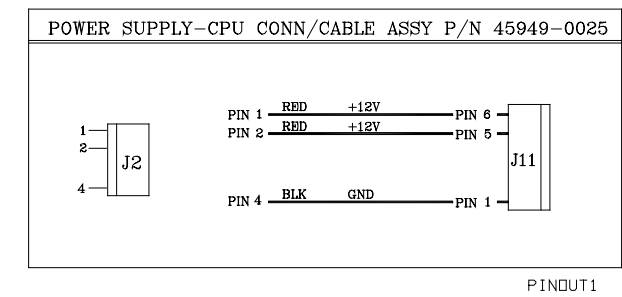 POWER SUPPLY-CPU CONN/CABLE ASSY P/N 45949-0025
PIN 1 RED +12V PIN 6
1
PIN 2 RED +12V PIN 5
2
J2
J11
4
PIN 4 BLK GND PIN 1
PINOUT1